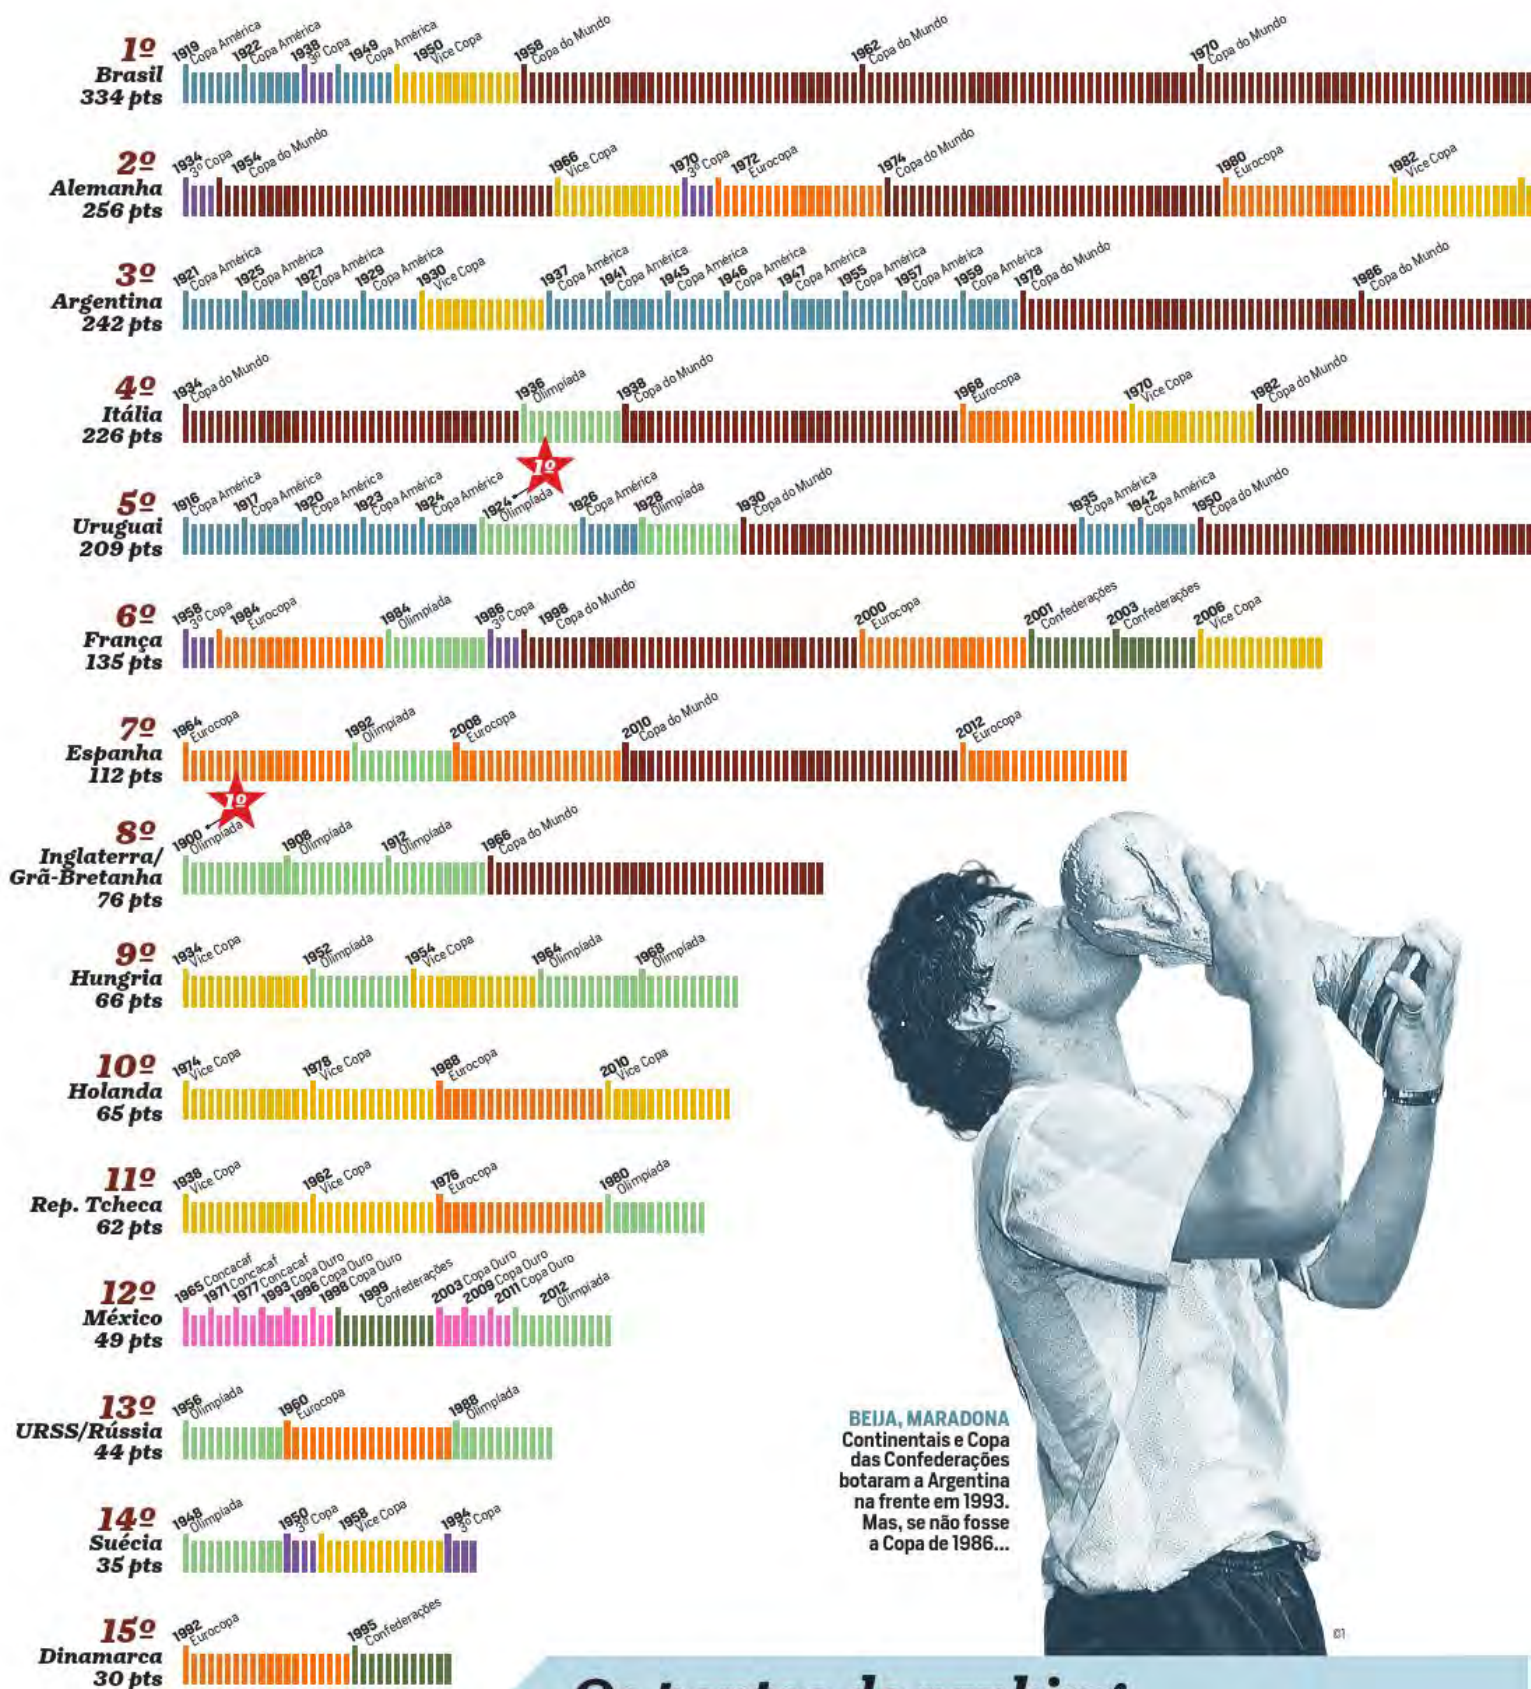 1º
Brasil
334 pts
1919 Copa América
1922 Copa América
1938 3º Copa
1949 Copa América
1950 Vice Copa
1958 Copa do Mundo
1962 Copa do Mundo
1970 Copa do Mundo
2º
Alemanha
256 pts
1934 3º Copa
1954 Copa do Mundo
1966 Vice Copa
1970 3º Copa
1972 Eurocopa
1974 Copa do Mundo
1980 Eurocopa
1982 Vice Copa
3º
Argentina
242 pts
1921 Copa América
1925 Copa América
1927 Copa América
1929 Copa América
1930 Vice Copa
1937 Copa América
1941 Copa América
1945 Copa América
1946 Copa América
1947 Copa América
1955 Copa América
1957 Copa América
1959 Copa América
1978 Copa do Mundo
1986 Copa do Mundo
4º
Itália
226 pts
1934 Copa do Mundo
1936 Olimpíada
1938 Copa do Mundo
1968 Eurocopa
1970 Vice Copa
1982 Copa do Mundo
1º
5º
Uruguai
209 pts
1916 Copa América
1917 Copa América
1920 Copa América
1923 Copa América
1924 Copa América
1924 Olimpíada
1926 Copa América
1928 Olimpíada
1930 Copa do Mundo
1935 Copa América
1942 Copa América
1950 Copa do Mundo
6º
França
135 pts
1958 3º Copa
1984 Eurocopa
1984 Olimpíada
1986 3º Copa
1998 Copa do Mundo
2000 Eurocopa
2001 Confederações
2003 Confederações
2006 Vice Copa
7º
Espanha
112 pts
1964 Eurocopa
1992 Olimpíada
2008 Eurocopa
2010 Copa do Mundo
2012 Eurocopa
1º
8º
Inglaterra/
Grã-Bretanha
76 pts
1900 Olimpíada
1908 Olimpíada
1912 Olimpíada
1966 Copa do Mundo
9º
Hungria
66 pts
1934 Vice Copa
1952 Olimpíada
1954 Vice Copa
1964 Olimpíada
1968 Olimpíada
10º
Holanda
65 pts
1974 Vice Copa
1978 Vice Copa
1988 Eurocopa
2010 Vice Copa
11º
Rep. Tcheca
62 pts
1938 Vice Copa
1962 Vice Copa
1976 Eurocopa
1980 Olimpíada
12º
México
49 pts
1965 Concacaf
1971 Concacaf
1977 Concacaf
1993 Copa Ouro
1996 Copa Ouro
1998 Copa Ouro
1999 Confederações
2003 Copa Ouro
2009 Copa Ouro
2011 Copa Ouro
2012 Olimpíada
13º
URSS/Rússia
44 pts
1956 Olimpíada
1960 Eurocopa
1988 Olimpíada
14º
Suécia
35 pts
1948 Olimpíada
1950 3º Copa
1958 Vice Copa
1994 3º Copa
15º
Dinamarca
30 pts
1992 Eurocopa
1995 Confederações
BEIJA, MARADONA
Continentais e Copa
das Confederações
botaram a Argentina
na frente em 1993.
Mas, se não fosse
a Copa de 1986...